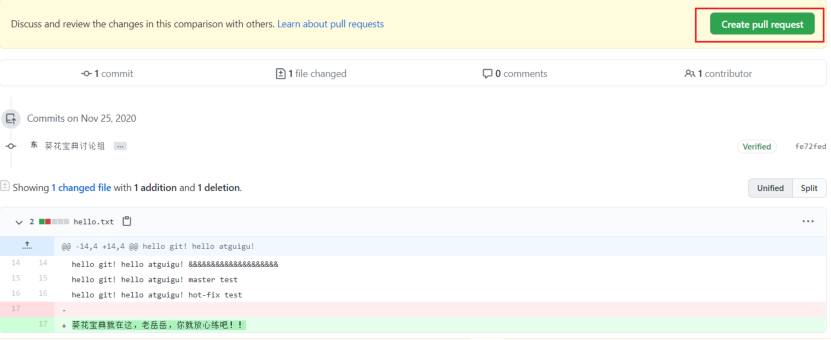 Discuss and review the changes in this comparison with others. Learn about pull requests
Create pull request
1 commit
1 file changed
0 comments
1 contributor
Commits on Nov 25, 2020
东 葵花宝典讨论组 ...
Verified
fe72fed
Showing 1 changed file with 1 addition and 1 deletion.
Unified Split
2 hello.txt ...
@@ -14,4 +14,4 @@ hello git! hello atguigu!
14 14 hello git! hello atguigu! &&&&&&&&&&&&&&&&&&&&
15 15 hello git! hello atguigu! master test
16 16 hello git! hello atguigu! hot-fix test
17 -
17 + 葵花宝典就在这，老岳岳，你就放心练吧！！